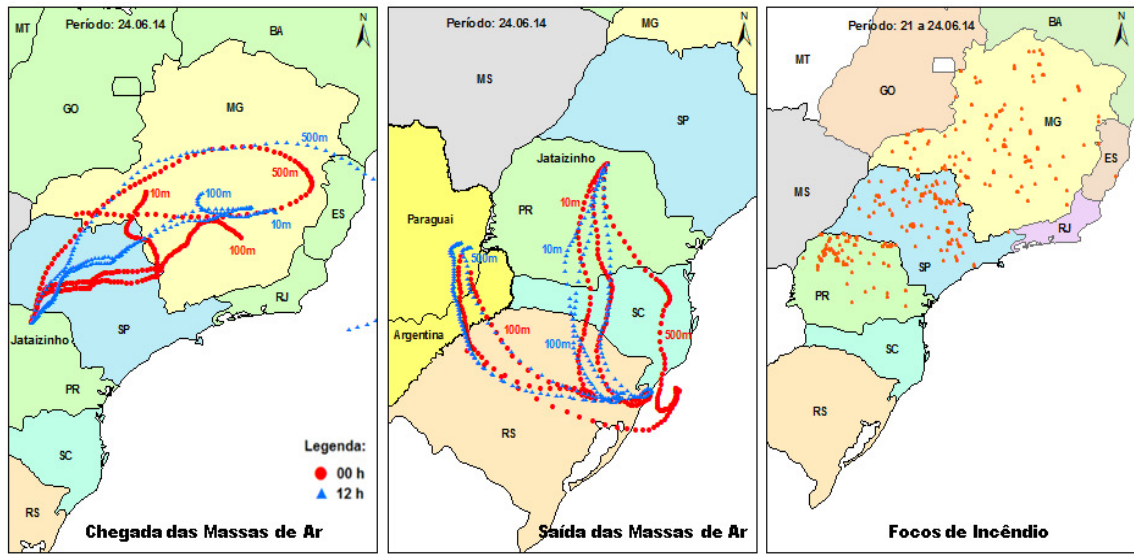 Período: 24.06.14
N
MT
BA
GO
MG
500m
500m
10m
100m
10m
100m
ES
RJ
SP
Jataizinho
PR
SC
RS
Legenda:
00 h
12 h
Chegada das Massas de Ar
Período: 24.06.14
N
MG
MS
SP
Jataizinho
10m
PR
Paraguai
10m
500m
SC
Argentina
100m
100m
500m
RS
Saída das Massas de Ar
Período: 21 a 24.06.14
N
BA
MT
GO
MG
ES
MS
RJ
SP
PR
SC
RS
Focos de Incêndio